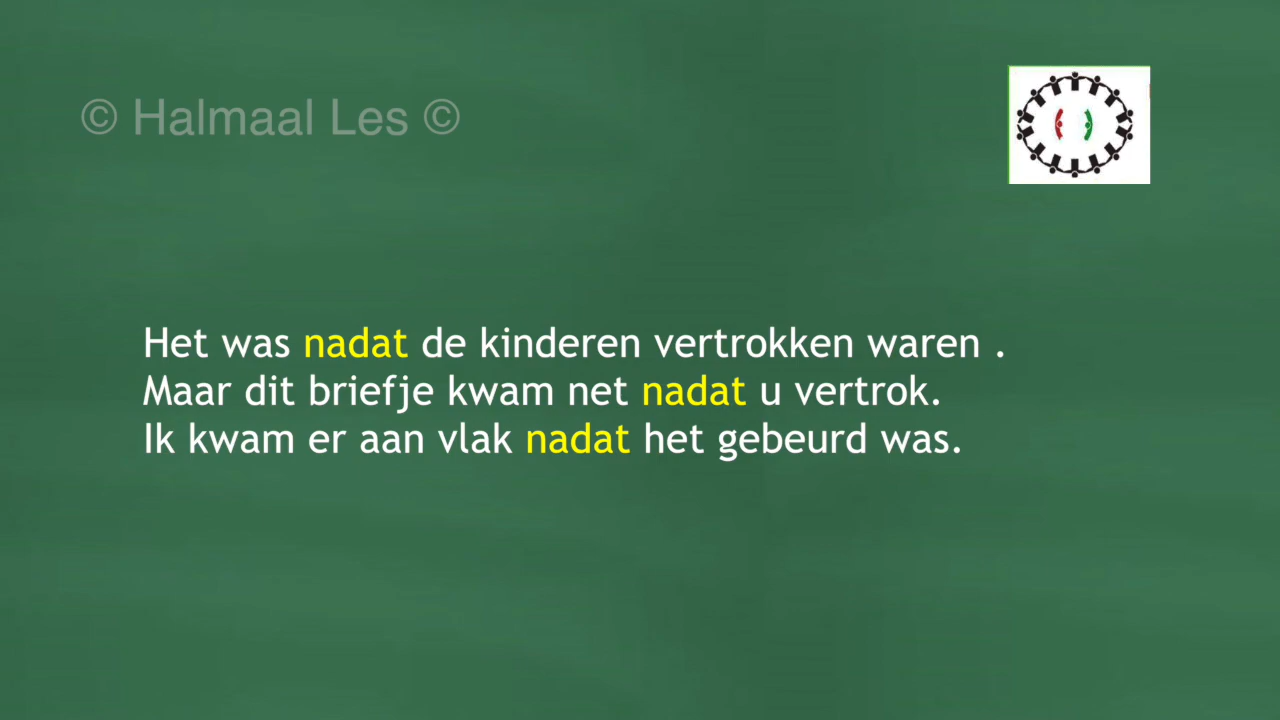 © Halmaal Les ©
Het was nadat de kinderen vertrokken waren .
Maar dit briefje kwam net nadat u vertrok.
Ik kwam er aan vlak nadat het gebeurd was.